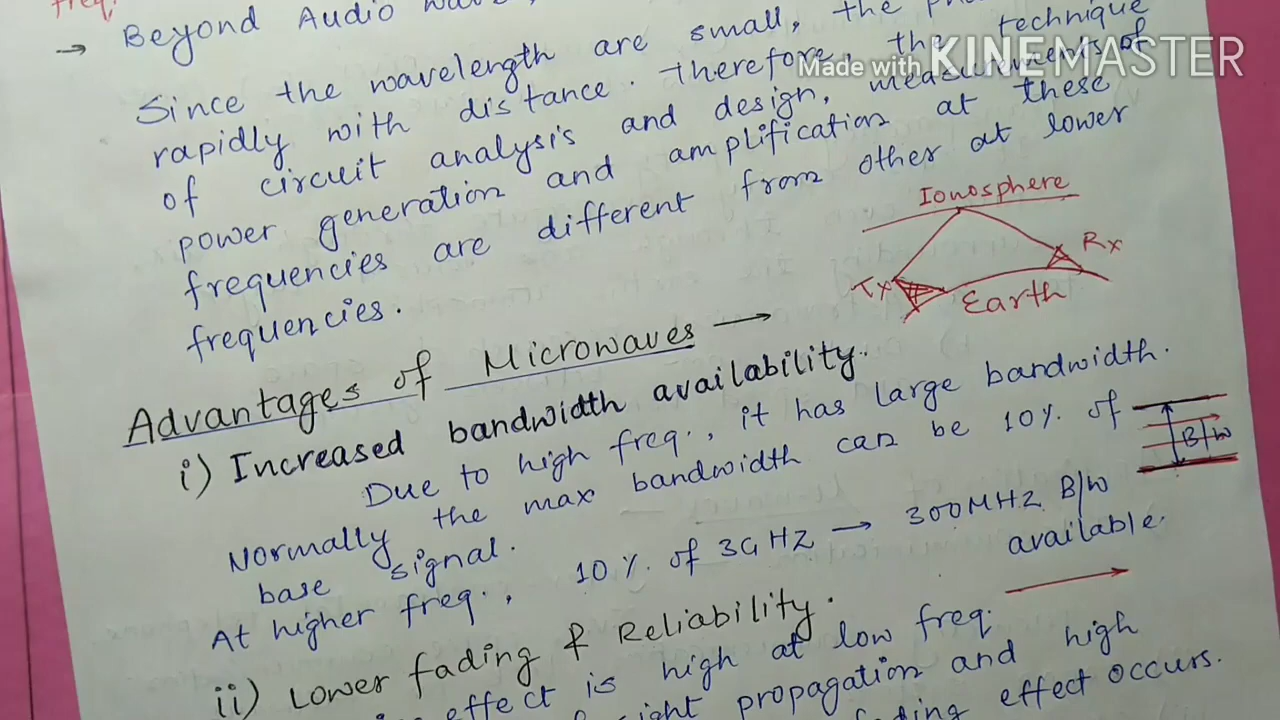 freq.
→ Beyond Audio
Since the wavelength are small, the
rapidly with distance. Therefore, the technique
of circuit analysis and design, measurements of
power generation and amplification at these
frequencies are different from other at lower
frequencies.
Made with KINEMASTER
Ionosphere
Tx
Rx
Earth
Advantages of Microwaves →
i) Increased bandwidth availability.
Due to high freq., it has large bandwidth.
Normally the max bandwidth can be 10% of
base signal.
B/W
At higher freq., 10% of 3GHZ → 300MHZ B/W
available.
ii) Lower fading & Reliability.
effect is high at low freq.
propagation and high
effect occurs.